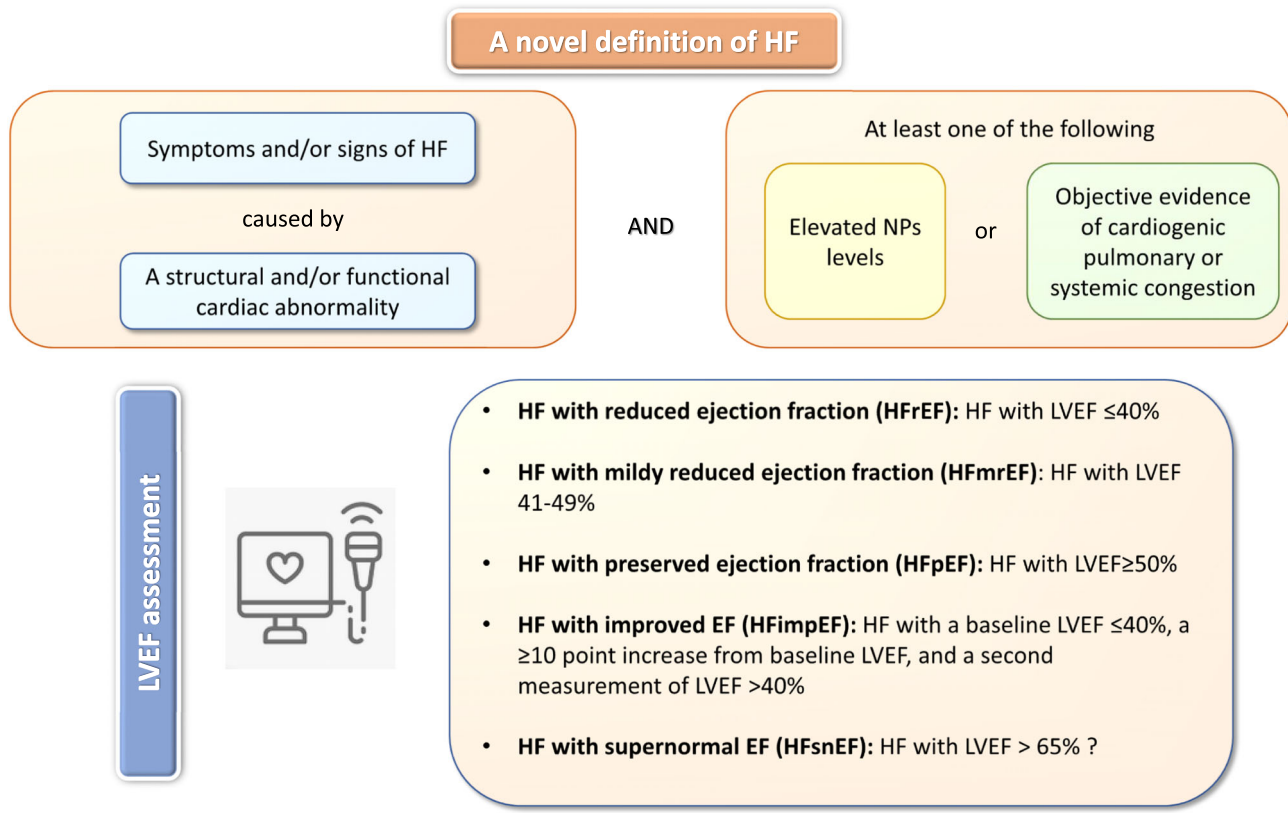 A novel definition of HF
Symptoms and/or signs of HF
caused by
A structural and/or functional
cardiac abnormality
AND
At least one of the following
Elevated NPs
levels
or
Objective evidence
of cardiogenic
pulmonary or
systemic congestion
LVEF assessment
• HF with reduced ejection fraction (HFrEF): HF with LVEF ≤40%
• HF with mildy reduced ejection fraction (HFmrEF): HF with LVEF
41-49%
• HF with preserved ejection fraction (HFpEF): HF with LVEF≥50%
• HF with improved EF (HFimpEF): HF with a baseline LVEF ≤40%, a
≥10 point increase from baseline LVEF, and a second
measurement of LVEF >40%
• HF with supernormal EF (HFsnEF): HF with LVEF > 65% ?